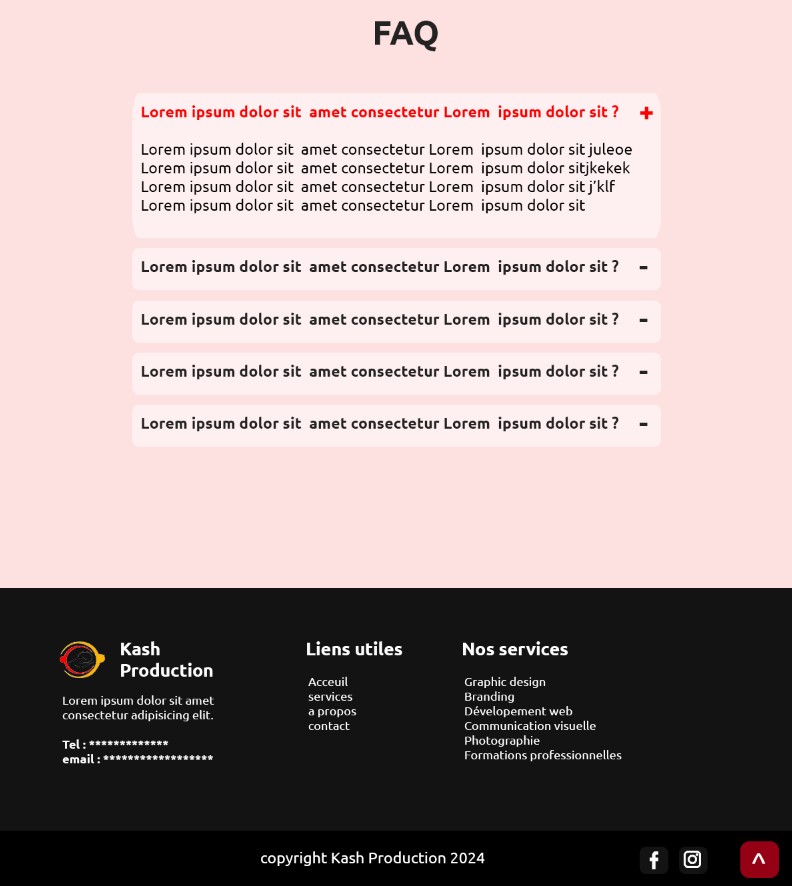 FAQ
Lorem ipsum dolor sit amet consectetur Lorem ipsum dolor sit ? +
Lorem ipsum dolor sit amet consectetur Lorem ipsum dolor sit juleoe
Lorem ipsum dolor sit amet consectetur Lorem ipsum dolor sitjkekek
Lorem ipsum dolor sit amet consectetur Lorem ipsum dolor sit j’klf
Lorem ipsum dolor sit amet consectetur Lorem ipsum dolor sit
Lorem ipsum dolor sit amet consectetur Lorem ipsum dolor sit ? -
Lorem ipsum dolor sit amet consectetur Lorem ipsum dolor sit ? -
Lorem ipsum dolor sit amet consectetur Lorem ipsum dolor sit ? -
Lorem ipsum dolor sit amet consectetur Lorem ipsum dolor sit ? -
Kash
Production
Lorem ipsum dolor sit amet
consectetur adipisicing elit.
Tel : *************
email : ******************
Liens utiles
Acceuil
services
a propos
contact
Nos services
Graphic design
Branding
Dévelopement web
Communication visuelle
Photographie
Formations professionnelles
copyright Kash Production 2024
^